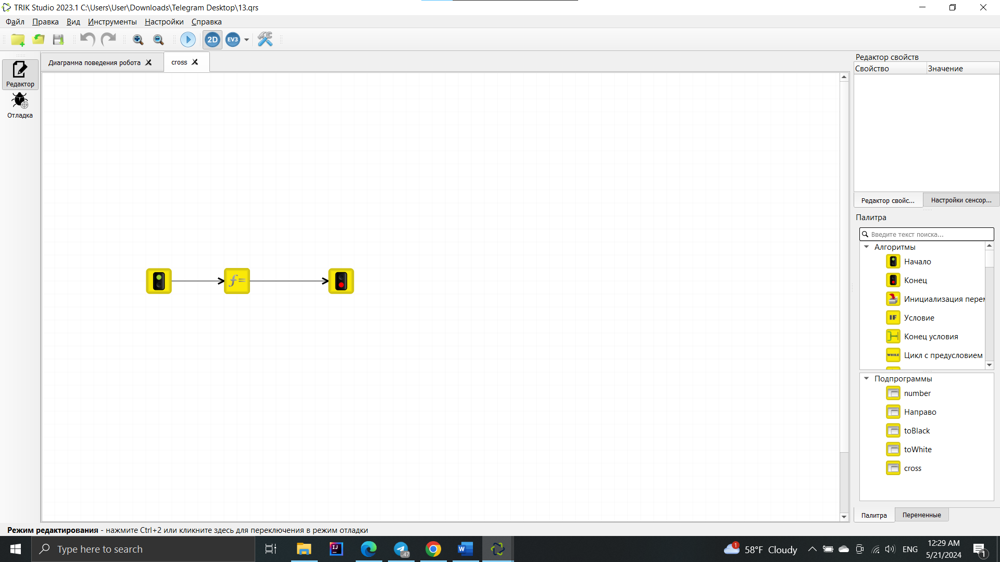 TRIK Studio 2023.1 C:\Users\User\Downloads\Telegram Desktop\13.qrs
Файл Правка Вид Инструменты Настройки Справка
2D EV3
Диаграмма поведения робота cross
Редактор
Отладка
f=
Редактор свойств
Свойство Значение
Редактор свойс... Настройки сенсор...
Палитра
Введите текст поиска...
Алгоритмы
Начало
Конец
Инициализация
IF Условие
Конец условия
WHILE Цикл с предусловием
Подпрограммы
number
Направо
toBlack
toWhite
cross
Палитра Переменные
Режим редактирования - нажмите Ctrl+2 или кликните здесь для переключения в режим отладки
Type here to search
IJ
.47
W
1
58°F Cloudy
ENG
12:29 AM
5/21/2024
1